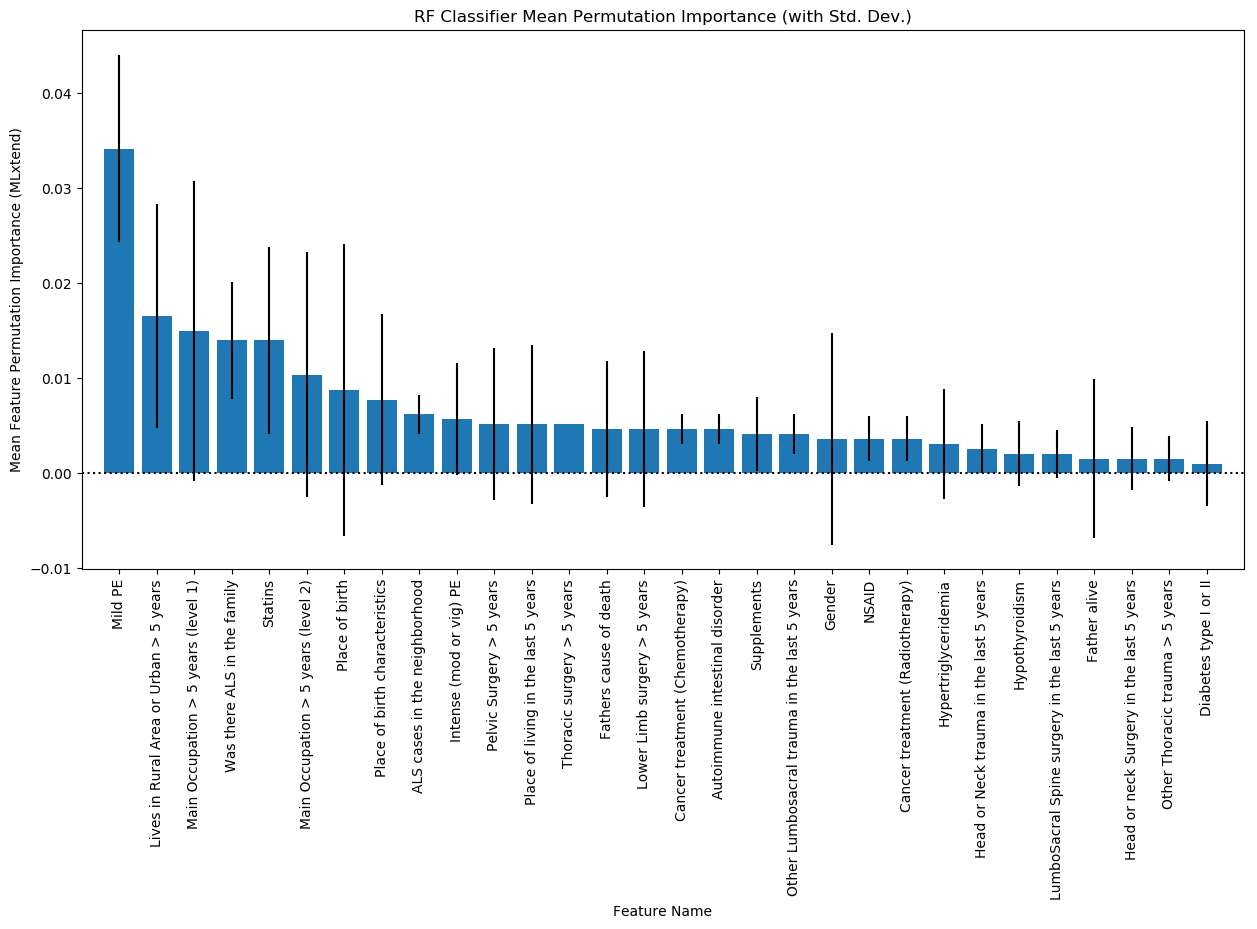 RF Classifier Mean Permutation Importance (with Std. Dev.)
Mean Feature Permutation Importance (MLxtend)
0.04
0.03
0.02
0.01
0.00
−0.01
Mild PE
Lives in Rural Area or Urban > 5 years
Main Occupation > 5 years (level 1)
Was there ALS in the family
Statins
Main Occupation > 5 years (level 2)
Place of birth
Place of birth characteristics
ALS cases in the neighborhood
Intense (mod or vig) PE
Pelvic Surgery > 5 years
Place of living in the last 5 years
Thoracic surgery > 5 years
Fathers cause of death
Lower Limb surgery > 5 years
Cancer treatment (Chemotherapy)
Autoimmune intestinal disorder
Supplements
Other Lumbosacral trauma in the last 5 years
Gender
NSAID
Cancer treatment (Radiotherapy)
Hypertriglyceridemia
Head or Neck trauma in the last 5 years
Hypothyroidism
LumboSacral Spine surgery in the last 5 years
Father alive
Head or neck Surgery in the last 5 years
Other Thoracic trauma > 5 years
Diabetes type I or II
Feature Name